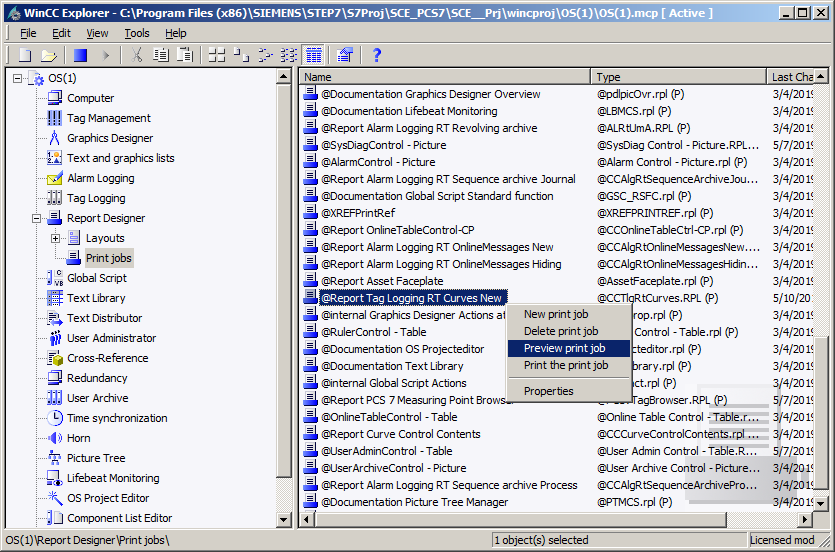 WinCC Explorer - C:\Program Files (x86)\SIEMENS\STEP7\S7Proj\SCE_PCS7\SCE__Prj\wincproj\OS(1)\OS(1).mcp [ Active ]
File Edit View Tools Help
OS(1)
Computer
Tag Management
Graphics Designer
Text and graphics lists
Alarm Logging
Tag Logging
Report Designer
Layouts
Print jobs
Global Script
Text Library
Text Distributor
User Administrator
Cross-Reference
Redundancy
User Archive
Time synchronization
Horn
Picture Tree
Lifebeat Monitoring
OS Project Editor
Component List Editor
Name Type Last Cha
@Documentation Graphics Designer Overview @pdlpicOvr.rpl (P) 3/4/2019
@Documentation Lifebeat Monitoring @LBMCS.rpl (P) 3/4/2019
@Report Alarm Logging RT Revolving archive @ALRtUmA.RPL (P) 3/4/2019
@SysDiagControl - Picture @SysDiag Control - Picture.RPL... 5/7/2019
@AlarmControl - Picture @Alarm Control - Picture.rpl (P) 3/4/2019
@Report Alarm Logging RT Sequence archive Journal @CCAlgRtSequenceArchiveJou... 3/4/2019
@Documentation Global Script Standard function @GSC_RSFC.rpl (P) 3/4/2019
@XREFPrintRef @XREFPRINTREF.rpl (P) 3/4/2019
@Report OnlineTableControl-CP @CCOnlineTableCtrl-CP.rpl (P) 3/4/2019
@Report Alarm Logging RT OnlineMessages New @CCAlgRtOnlineMessagesNew.... 3/4/2019
@Report Alarm Logging RT OnlineMessages Hiding @CCAlgRtOnlineMessagesHidin... 3/4/2019
@Report Asset Faceplate @AssetFaceplate.rpl (P) 3/4/2019
@Report Tag Logging RT Curves New @CCTlgRtCurves.RPL (P) 5/10/20
@internal Graphics Designer Actions at rop.rpl (P) 3/4/2019
@RulerControl - Table Control - Table.rpl (P) 3/4/2019
@Documentation OS Projecteditor ecteditor.rpl (P) 3/4/2019
@Documentation Text Library ibrary.rpl (P) 3/4/2019
@internal Global Script Actions act.rpl (P) 3/4/2019
@Report PCS 7 Measuring Point Brows TagBrowser.RPL (P) 5/7/2019
@OnlineTableControl - Table @Online Table Control - Table.r... 3/4/2019
@Report Curve Control Contents @CCCurveControlContents.rpl ... 3/4/2019
@UserAdminControl - Table @User Admin Control - Table.R... 5/7/2019
@UserArchiveControl - Picture @User Archive Control - Picture... 3/4/2019
@Report Alarm Logging RT Sequence archive Process @CCAlgRtSequenceArchivePro... 3/4/2019
@Documentation Picture Tree Manager @PTMCS.rpl (P) 3/4/2019
New print job
Delete print job
Preview print job
Print the print job
Properties
OS(1)\Report Designer\Print jobs\ 1 object(s) selected Licensed mod